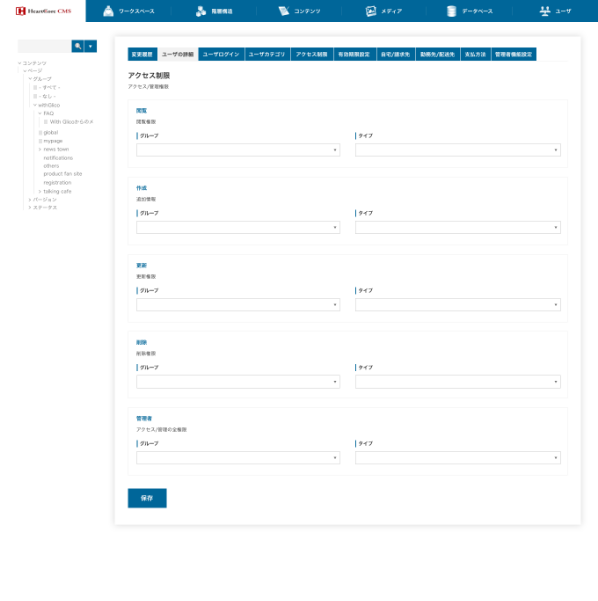 HeartCore CMS
ワークスペース
階層構造
コンテンツ
メディア
データベース
ユーザ
コンテンツ
ページ
グループ
- すべて -
- なし -
withGlico
FAQ
With Glicoからのメ
global
mypage
news town
notifications
others
product fan site
registration
talking cafe
バージョン
ステータス
変更履歴
ユーザの詳細
ユーザログイン
ユーザカテゴリ
アクセス制限
有効期限設定
自宅/請求先
勤務先/配送先
支払方法
管理者機能設定
アクセス制限
アクセス/管理権限
閲覧
閲覧権限
グループ
タイプ
作成
追加権限
グループ
タイプ
更新
更新権限
グループ
タイプ
削除
削除権限
グループ
タイプ
管理者
アクセス/管理の全権限
グループ
タイプ
保存